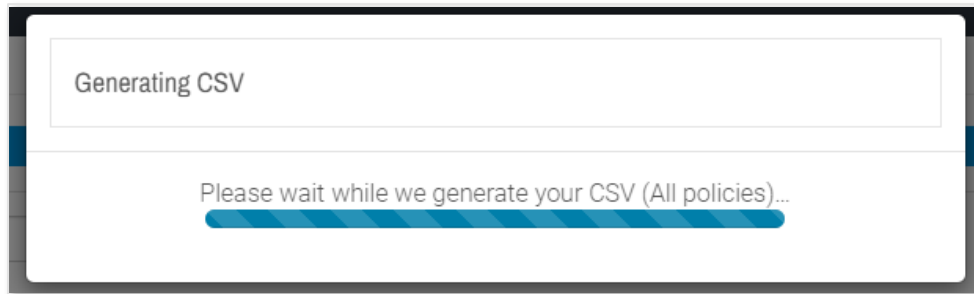 Generating CSV
Please wait while we generate your CSV (All policies)...